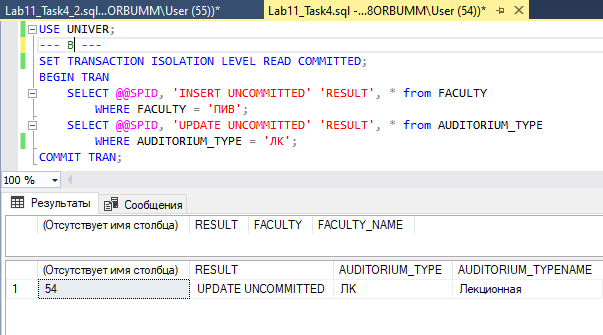 Lab11_Task4_2.sql...ORBUMM\User (55))*
Lab11_Task4.sql -...8ORBUMM\User (54))*
USE UNIVER;
--- B ---
SET TRANSACTION ISOLATION LEVEL READ COMMITTED;
BEGIN TRAN
SELECT @@SPID, 'INSERT UNCOMMITTED' 'RESULT', * from FACULTY
WHERE FACULTY = 'ПИВ';
SELECT @@SPID, 'UPDATE UNCOMMITTED' 'RESULT', * from AUDITORIUM_TYPE
WHERE AUDITORIUM_TYPE = 'ЛК';
COMMIT TRAN;
100 %
Результаты Сообщения
(Отсутствует имя столбца) RESULT FACULTY FACULTY_NAME
(Отсутствует имя столбца) RESULT AUDITORIUM_TYPE AUDITORIUM_TYPENAME
1 54 UPDATE UNCOMMITTED ЛК Лекционная